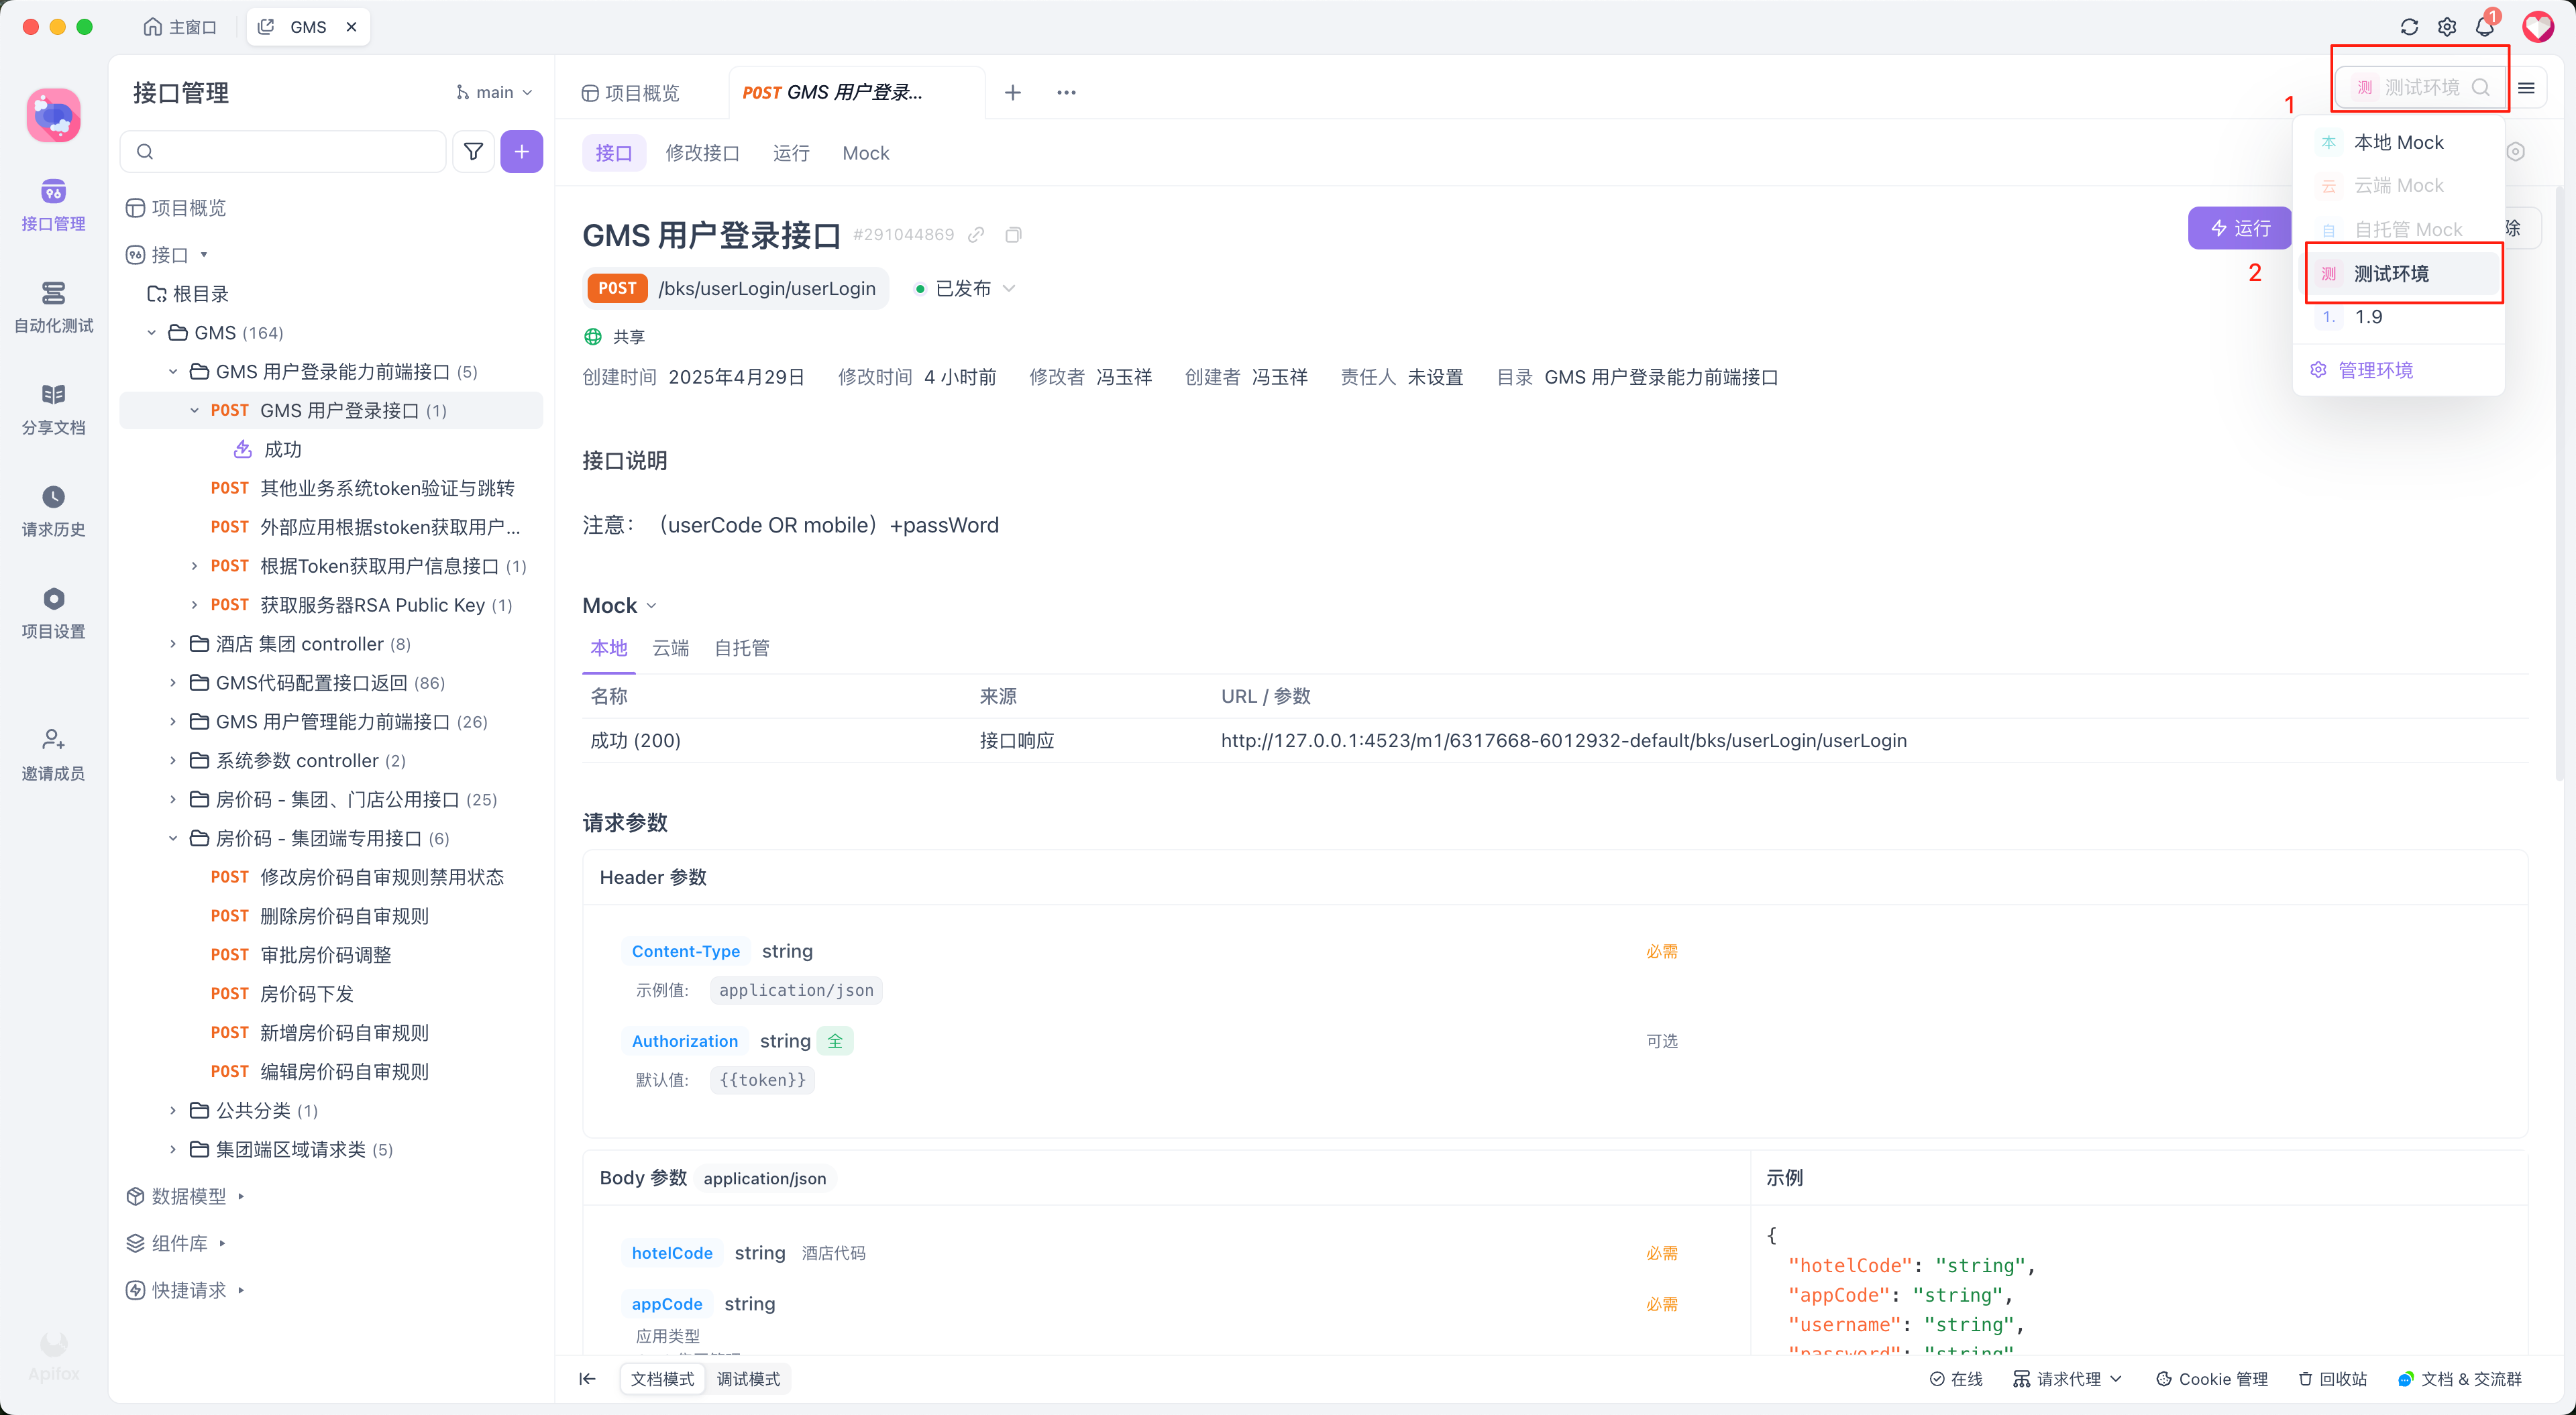 主窗口
GMS
1
接口管理
main
项目概览
POST GMS 用户登录...
1
测 测试环境
接口管理
自动化测试
分享文档
请求历史
项目设置
邀请成员
Apifox
项目概览
接口
根目录
GMS (164)
GMS 用户登录能力前端接口 (5)
POST GMS 用户登录接口 (1)
成功
POST 其他业务系统token验证与跳转
POST 外部应用根据stoken获取用户...
POST 根据Token获取用户信息接口 (1)
POST 获取服务器RSA Public Key (1)
酒店 集团 controller (8)
GMS代码配置接口返回 (86)
GMS 用户管理能力前端接口 (26)
系统参数 controller (2)
房价码 - 集团、门店公用接口 (25)
房价码 - 集团端专用接口 (6)
POST 修改房价码自审规则禁用状态
POST 删除房价码自审规则
POST 审批房价码调整
POST 房价码下发
POST 新增房价码自审规则
POST 编辑房价码自审规则
公共分类 (1)
集团端区域请求类 (5)
数据模型
组件库
快捷请求
接口 修改接口 运行 Mock
本 本地 Mock
云 云端 Mock
自 自托管 Mock
测 测试环境
1. 1.9
管理环境
2
GMS 用户登录接口 #291044869
运行
除
POST /bks/userLogin/userLogin 已发布
共享
创建时间 2025年4月29日 修改时间 4 小时前 修改者 冯玉祥 创建者 冯玉祥 责任人 未设置 目录 GMS 用户登录能力前端接口
接口说明
注意：（userCode OR mobile）+passWord
Mock
本地 云端 自托管
名称 来源 URL / 参数
成功 (200) 接口响应 http://127.0.0.1:4523/m1/6317668-6012932-default/bks/userLogin/userLogin
请求参数
Header 参数
Content-Type string 必需
示例值: application/json
Authorization string 全 可选
默认值: {{token}}
Body 参数 application/json
示例
hotelCode string 酒店代码 必需
appCode string 必需
应用类型
{
"hotelCode": "string",
"appCode": "string",
"username": "string",
"password": "string"
文档模式 调试模式
在线 请求代理 Cookie 管理 回收站 文档 & 交流群